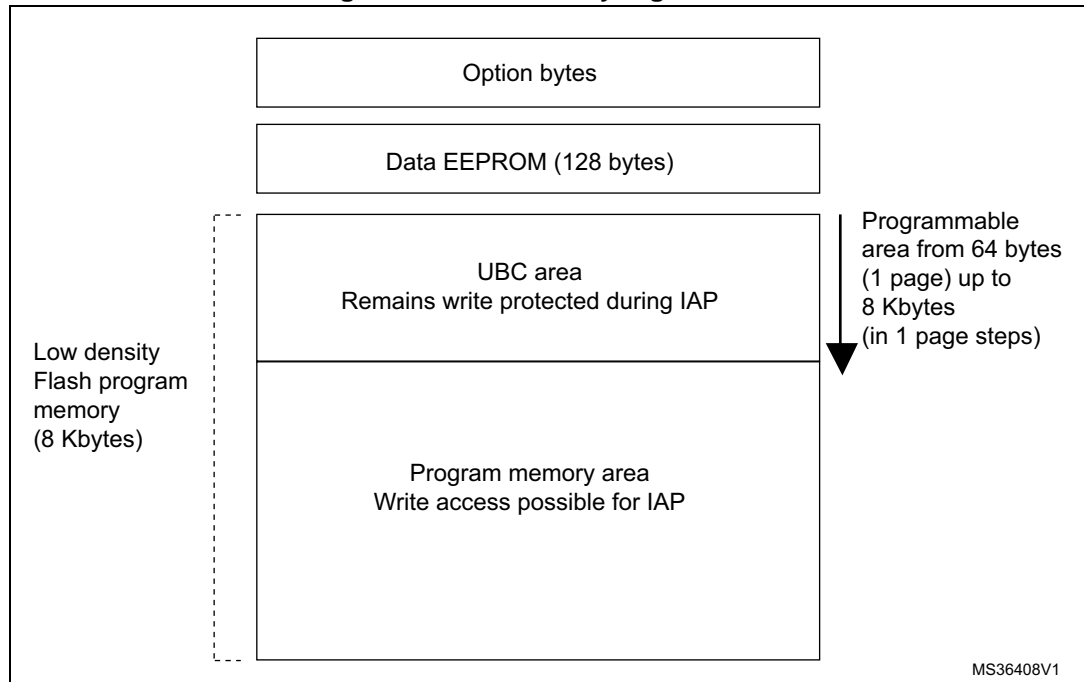 Option bytes
Data EEPROM (128 bytes)
UBC area
Remains write protected during IAP
Programmable
area from 64 bytes
(1 page) up to
8 Kbytes
(in 1 page steps)
Low density
Flash program
memory
(8 Kbytes)
Program memory area
Write access possible for IAP
MS36408V1